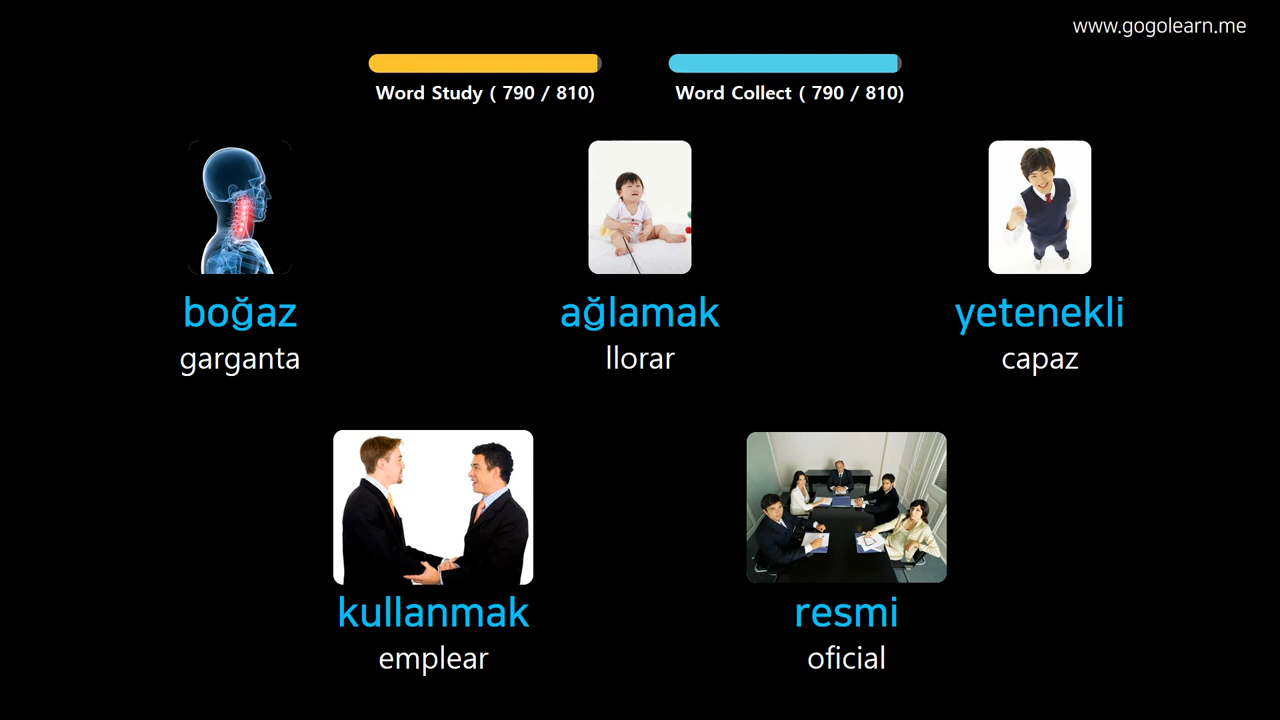 www.gogolearn.me
Word Study ( 790 / 810)
Word Collect ( 790 / 810)
boğaz
garganta
ağlamak
llorar
yetenekli
capaz
kullanmak
emplear
resmi
oficial